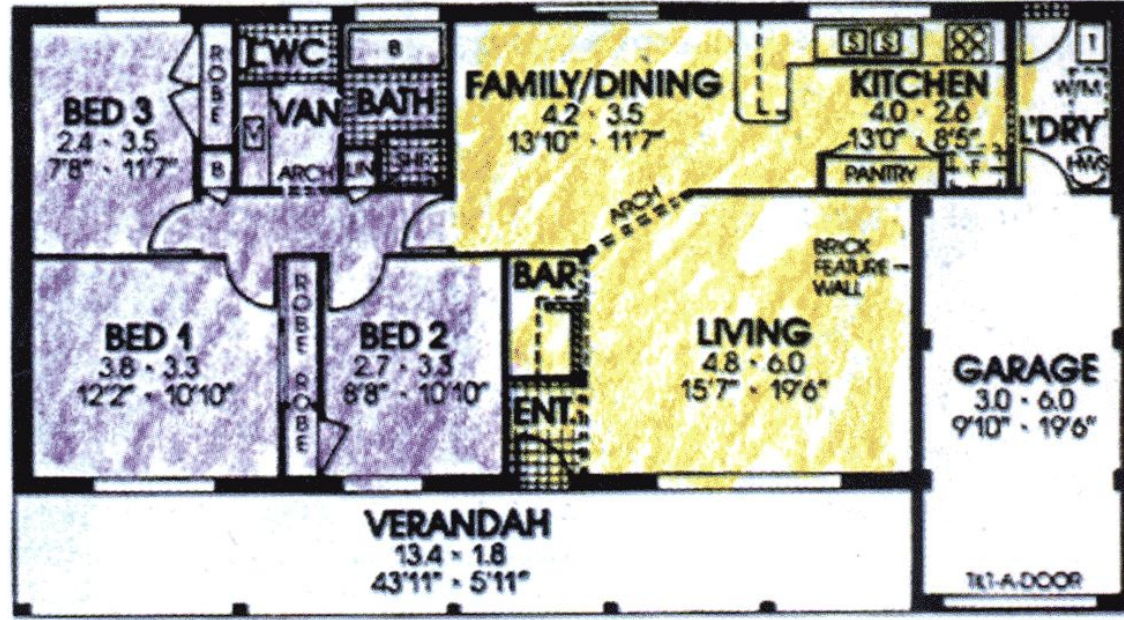 BED 3
2.4 - 3.5
7'8" - 11'7"
ROBE
B
WC
VAN
M
ARCH
B
BATH
LIN
SHR
FAMILY/DINING
4.2 - 3.5
13'10" - 11'7"
S S
KITCHEN
4.0 - 2.6
13'0" - 8'5"
PANTRY
F
T
W/M
L'DRY
HWS
ARCH
BED 1
3.8 - 3.3
12'2" - 10'10"
ROBE
ROBE
BED 2
2.7 - 3.3
8'8" - 10'10"
BAR
ENT.
LIVING
4.8 - 6.0
15'7" - 19'6"
BRICK
FEATURE
WALL
GARAGE
3.0 - 6.0
9'10" - 19'6"
TILT-A-DOOR
VERANDAH
13.4 - 1.8
43'11" - 5'11"